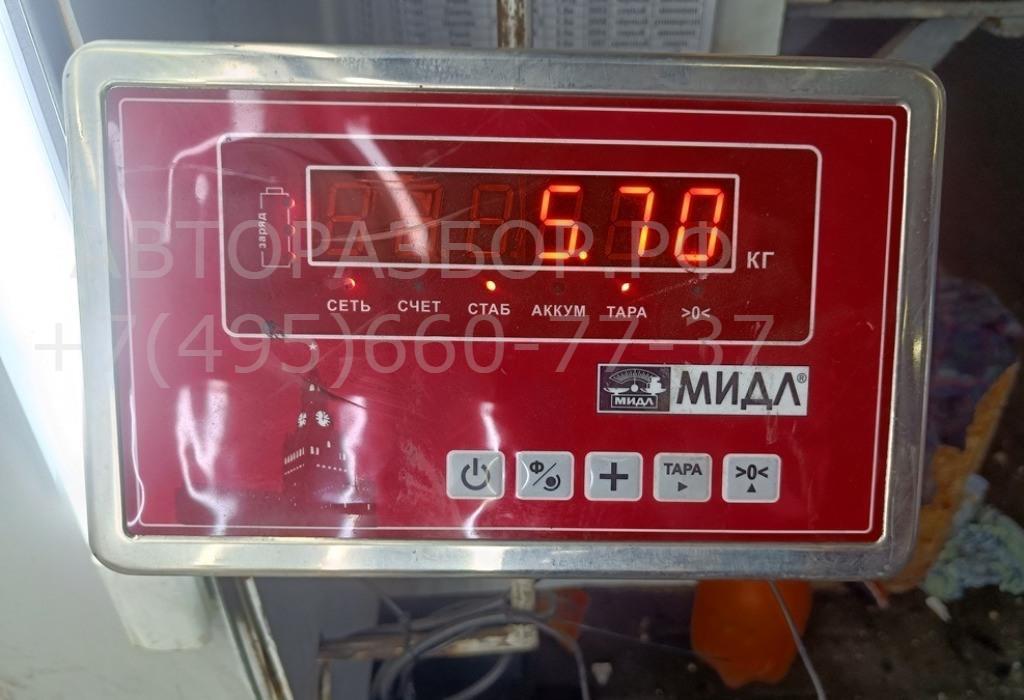 5.70
заряд
КГ
СЕТЬ СЧЕТ СТАБ АККУМ ТАРА >0<
АВТОРАЗБОР.РФ
+7(495)660-77-37
МИДЛ МИДЛ®
Ф/ + ТАРА >0<